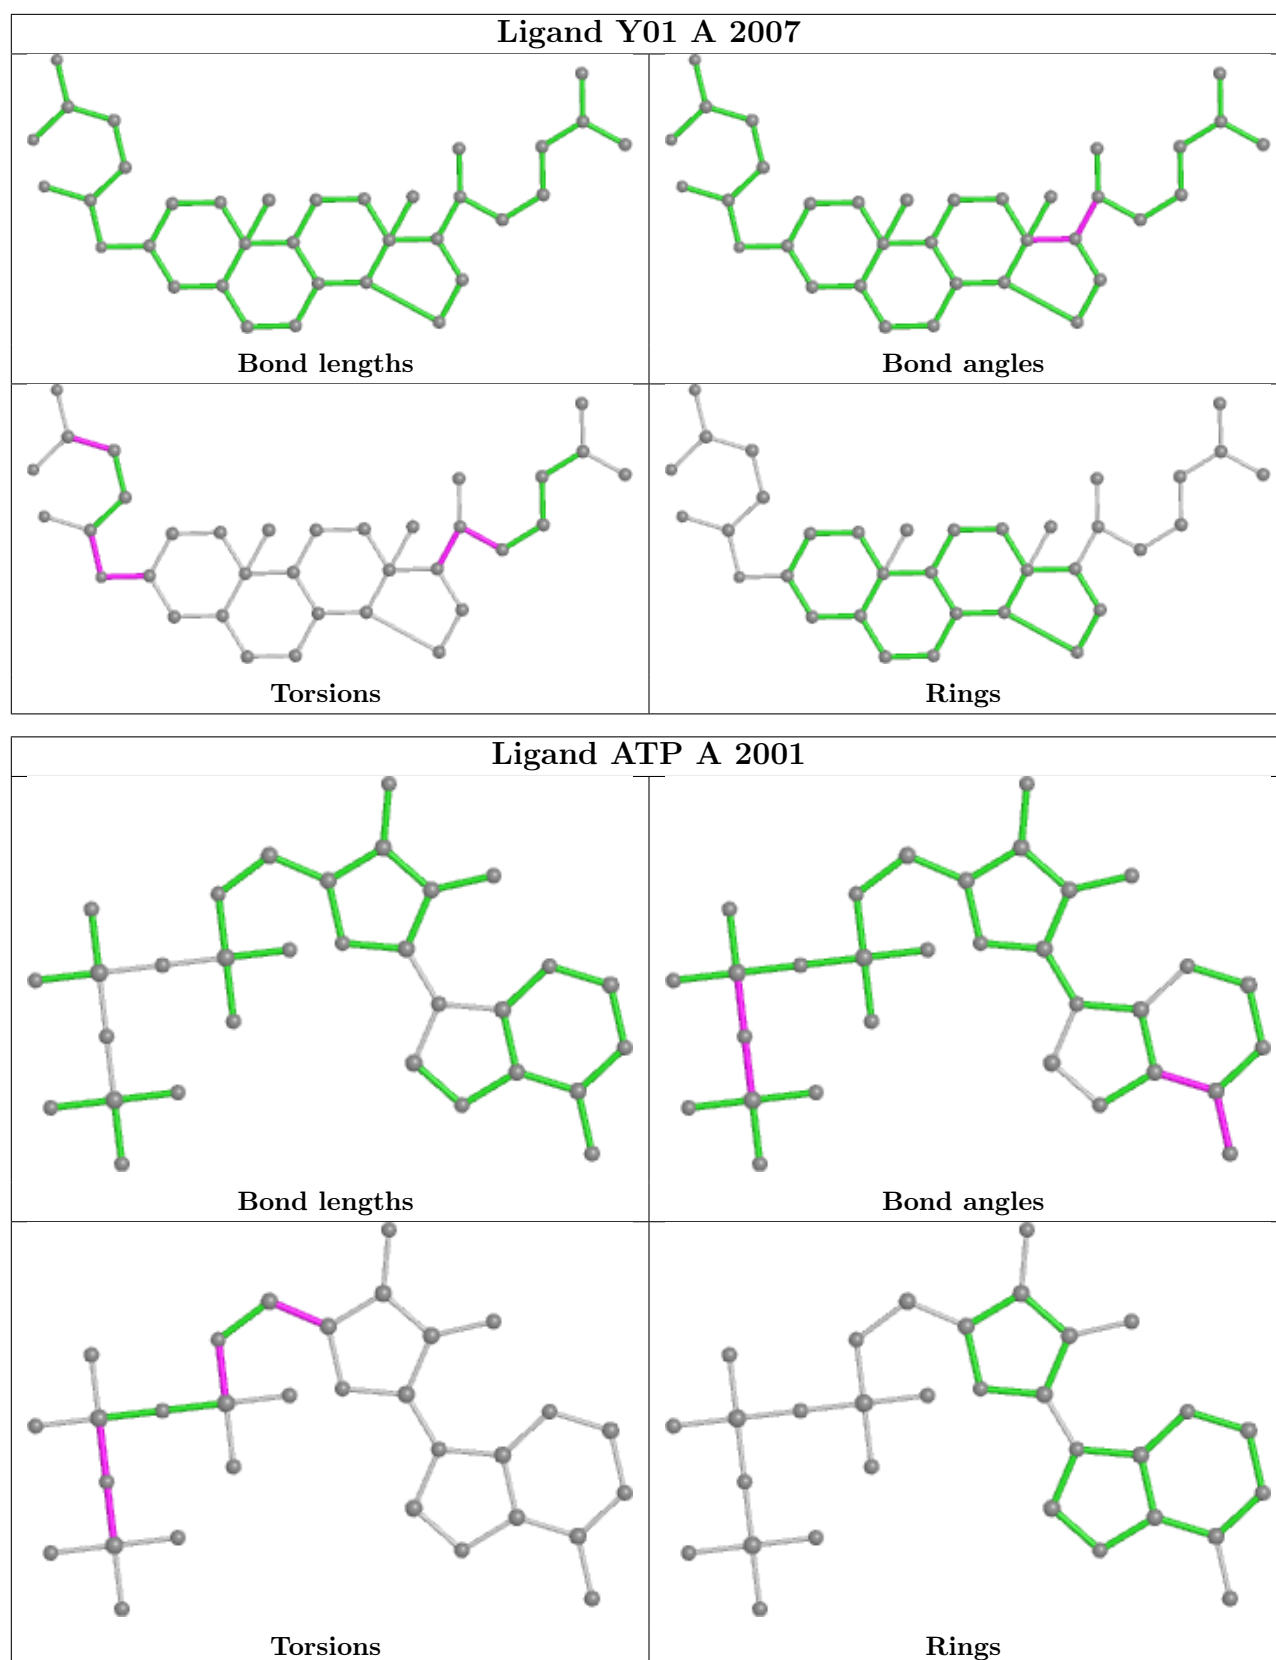 Ligand Y01 A 2007
Bond lengths
Bond angles
Torsions
Rings
Ligand ATP A 2001
Bond lengths
Bond angles
Torsions
Rings